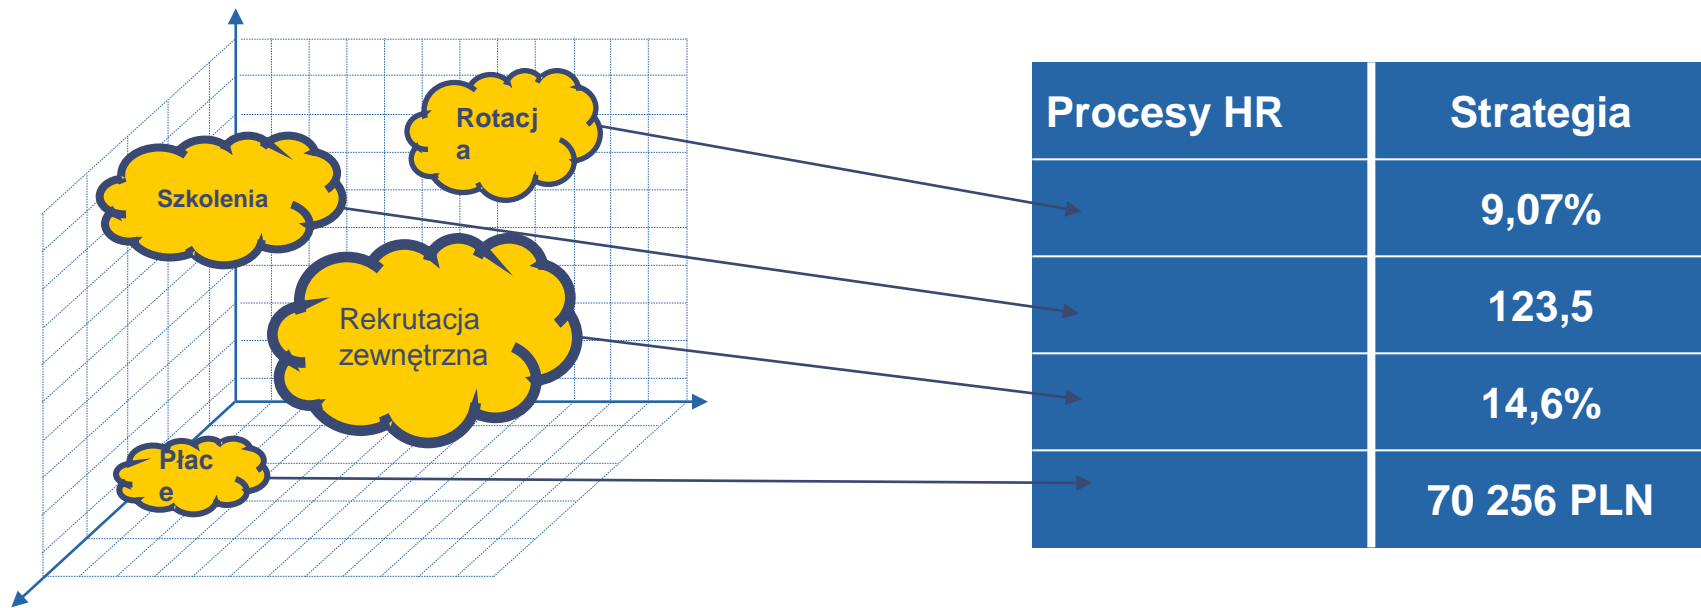 Rotacj
a
Szkolenia
Rekrutacja
zewnętrzna
Płac
e
Procesy HR Strategia
9,07%
123,5
14,6%
70 256 PLN